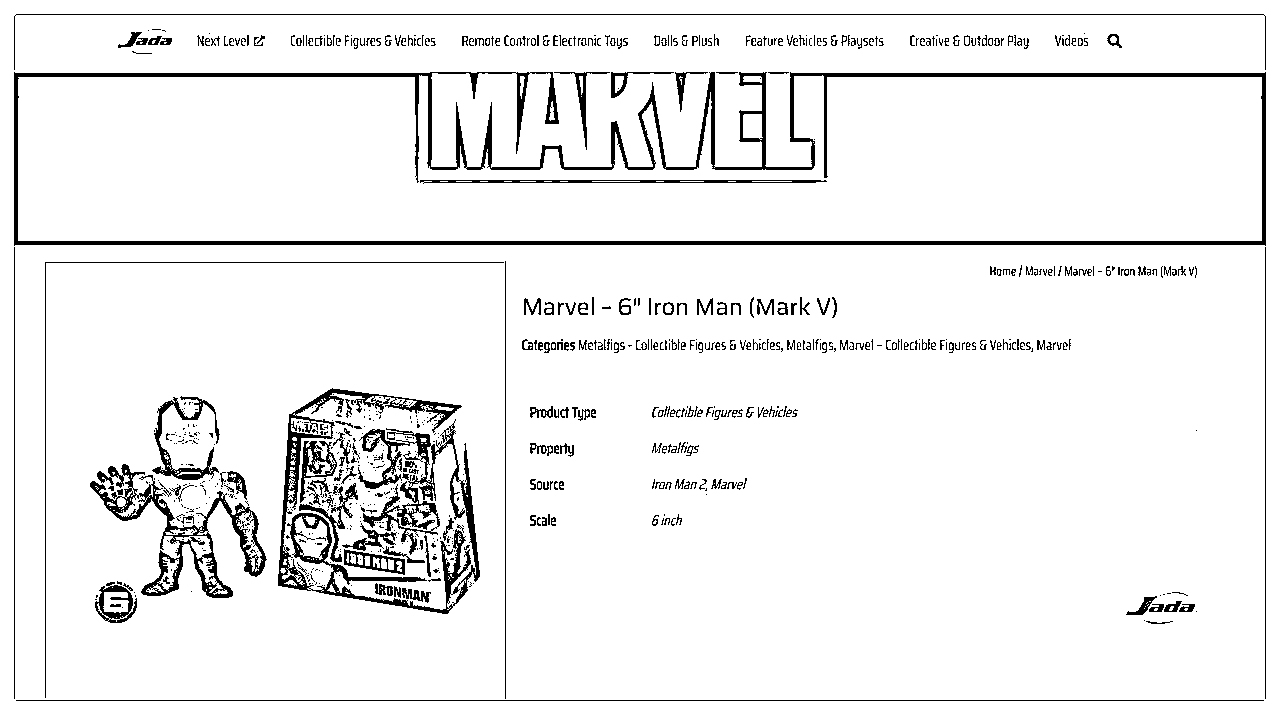 Jada Next Level Collectible Figures & Vehicles Remote Control & Electronic Toys Dolls & Plush Feature Vehicles & Playsets Creative & Outdoor Play Videos
MARVEL
Home / Marvel / Marvel – 6" Iron Man (Mark V)
Marvel – 6" Iron Man (Mark V)
Categories Metalfigs - Collectible Figures & Vehicles, Metalfigs, Marvel – Collectible Figures & Vehicles, Marvel
Product Type Collectible Figures & Vehicles
Property Metalfigs
Source Iron Man 2, Marvel
Scale 6 inch
METALS
IRON MAN 2
IRONMAN
6
Jada